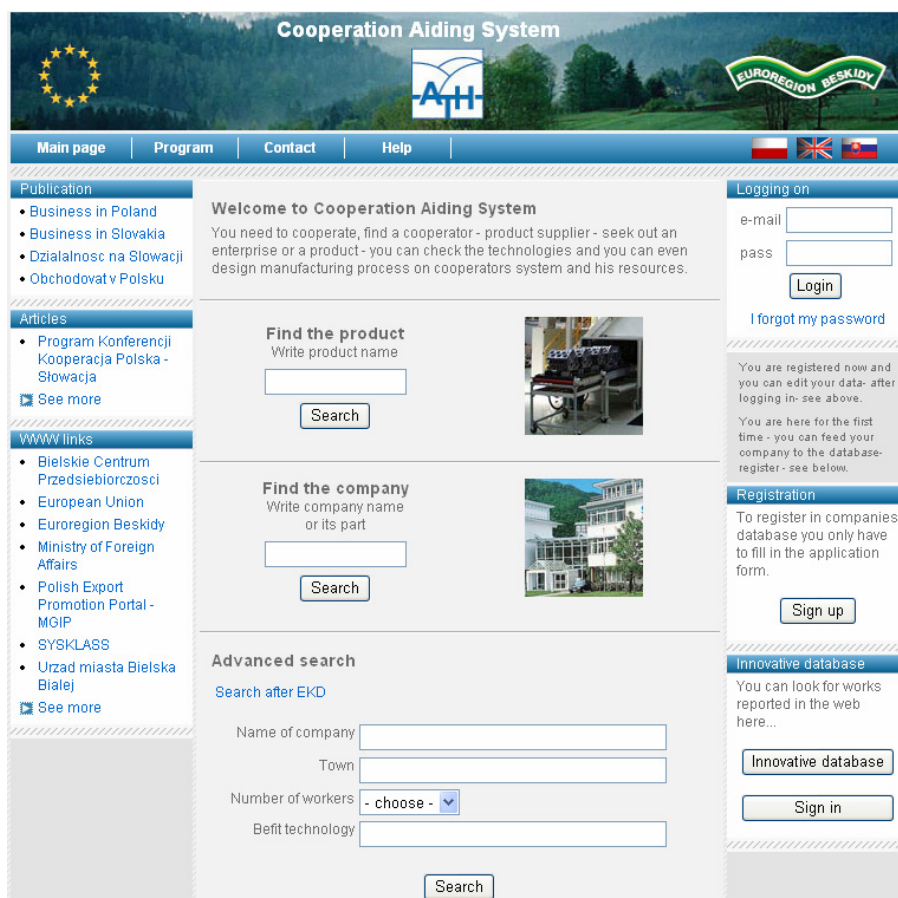 Cooperation Aiding System
ATH
EUROREGION BESKIDY
Main page
Program
Contact
Help
Publication
• Business in Poland
• Business in Slovakia
• Dzialalnosc na Slowacji
• Obchodovat v Polsku
Articles
• Program Konferencji
Kooperacja Polska -
Słowacja
See more
WWW links
• Bielskie Centrum
Przedsiebiorczosci
• European Union
• Euroregion Beskidy
• Ministry of Foreign
Affairs
• Polish Export
Promotion Portal -
MGIP
• SYSKLASS
• Urzad miasta Bielska
Bialej
See more
Welcome to Cooperation Aiding System
You need to cooperate, find a cooperator - product supplier - seek out an
enterprise or a product - you can check the technologies and you can even
design manufacturing process on cooperators system and his resources.
Find the product
Write product name
Search
Find the company
Write company name
or its part
Search
Advanced search
Search after EKD
Name of company
Town
Number of workers
- choose -
Befit technology
Search
Logging on
e-mail
pass
Login
I forgot my password
You are registered now and
you can edit your data- after
logging in- see above.
You are here for the first
time - you can feed your
company to the database-
register - see below.
Registration
To register in companies
database you only have
to fill in the application
form.
Sign up
Innovative database
You can look for works
reported in the web
here...
Innovative database
Sign in